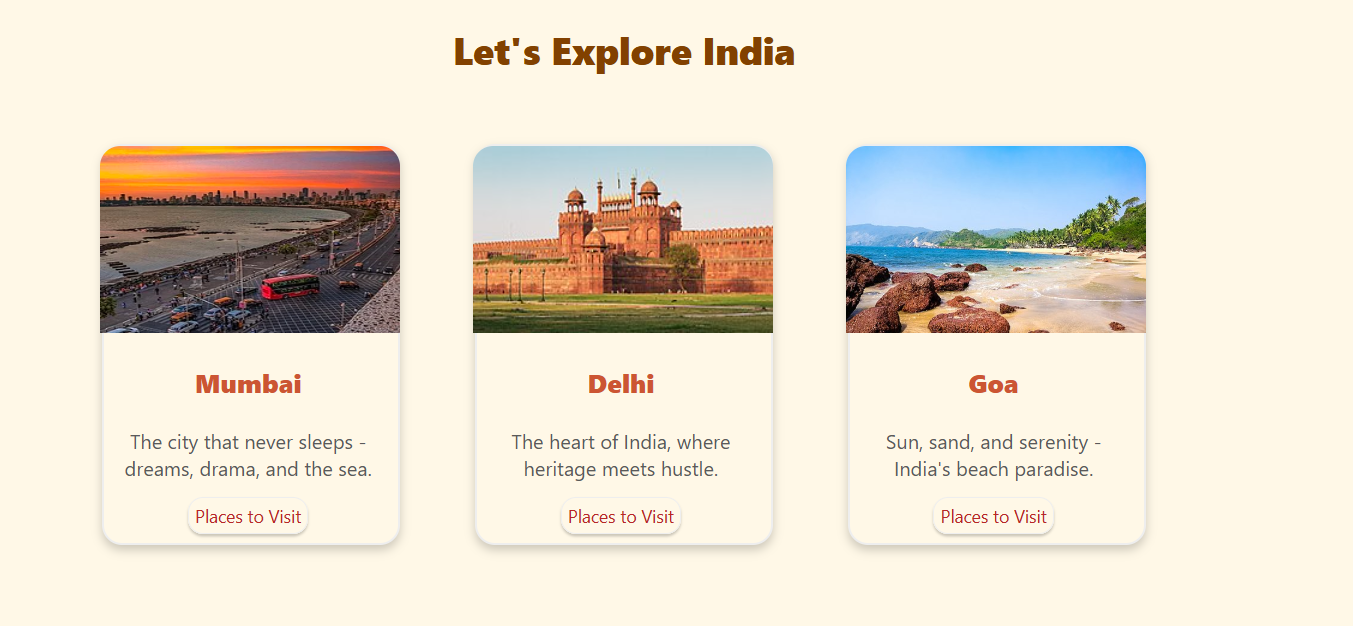 Let's Explore India
Mumbai
The city that never sleeps -
dreams, drama, and the sea.
Places to Visit
Delhi
The heart of India, where
heritage meets hustle.
Places to Visit
Goa
Sun, sand, and serenity -
India's beach paradise.
Places to Visit